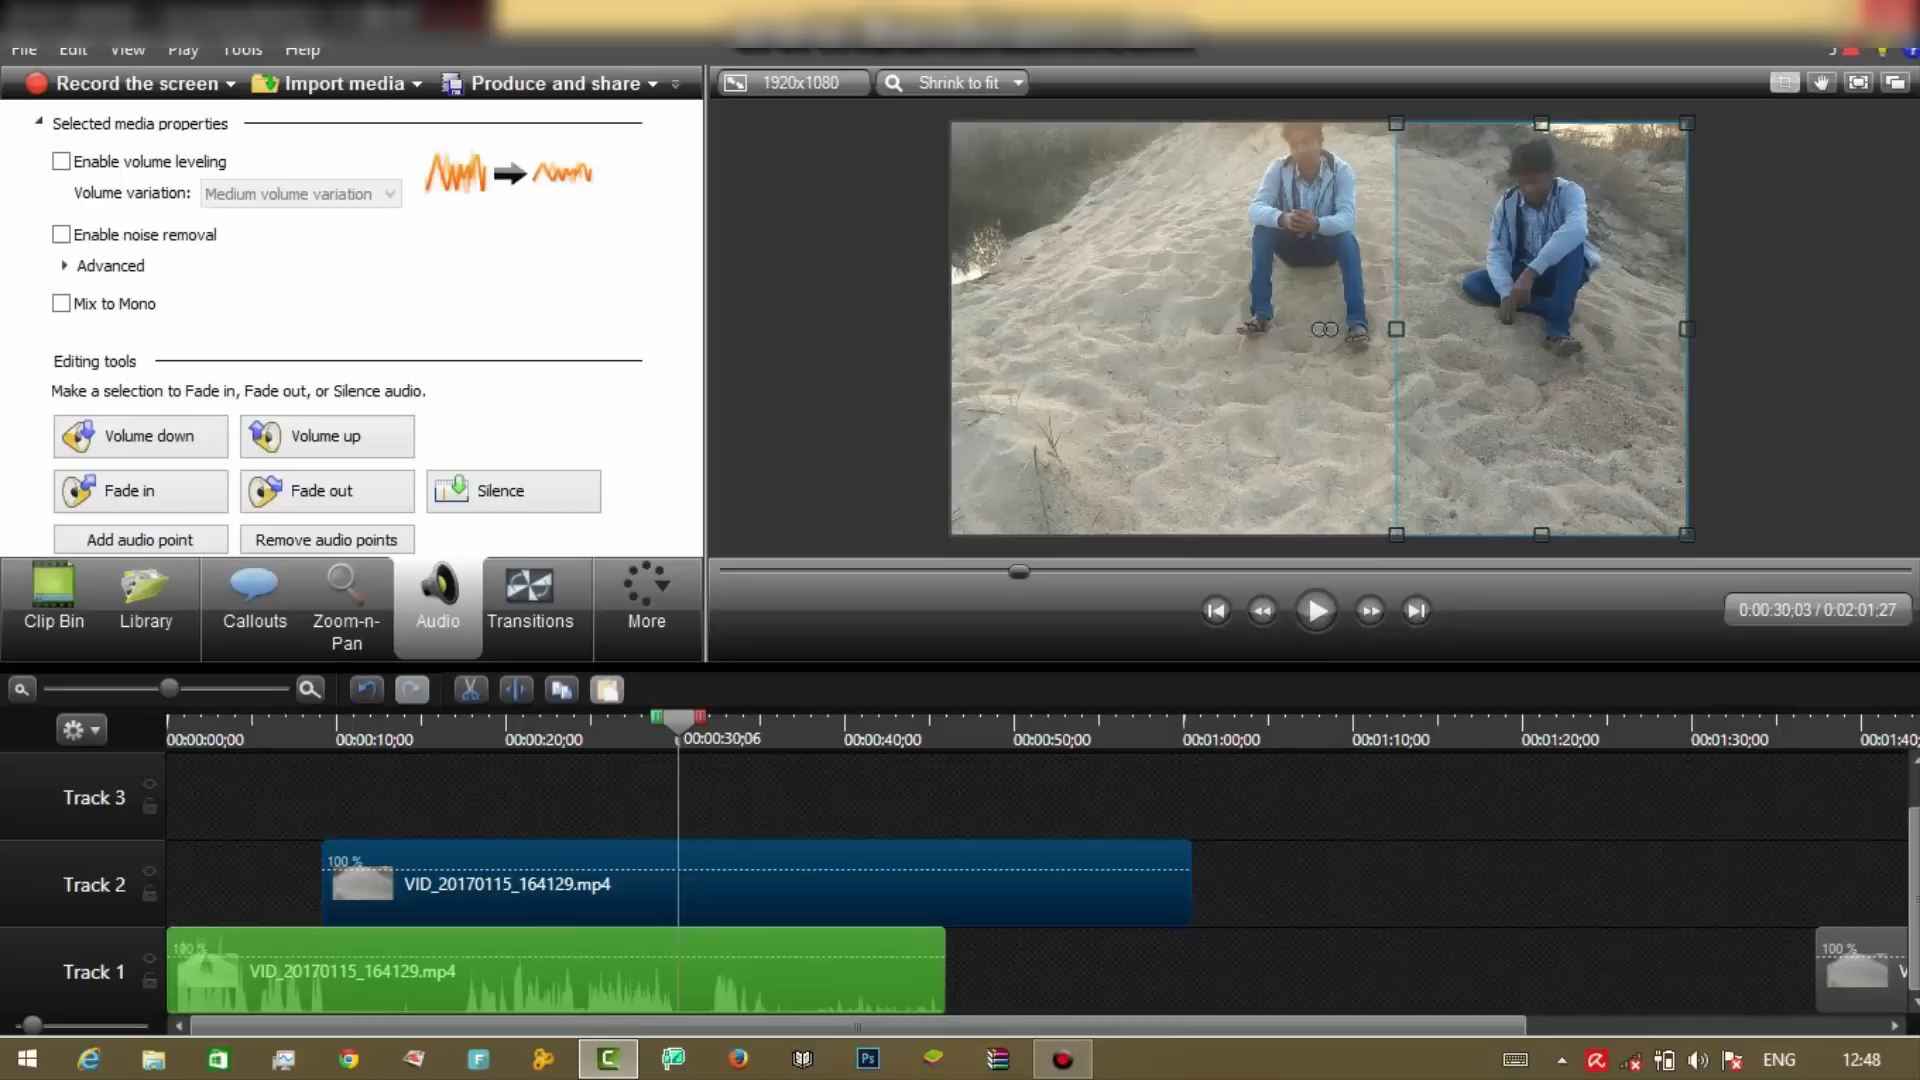 File Edit View Play Tools Help
Record the screen Import media Produce and share 1920x1080 Shrink to fit
Selected media properties
Enable volume leveling
Volume variation: Medium volume variation
Enable noise removal
Advanced
Mix to Mono
Editing tools
Make a selection to Fade in, Fade out, or Silence audio.
Volume down Volume up
Fade in Fade out Silence
Add audio point Remove audio points
Clip Bin Library Callouts Zoom-n-Pan Audio Transitions More
0:00:30;03 / 0:02:01;27
00:00:00;00 00:00:10;00 00:00:20;00 00:00:30;06 00:00:40;00 00:00:50;00 00:01:00;00 00:01:10;00 00:01:20;00 00:01:30;00 00:01:40;
Track 3
100 %
Track 2 VID_20170115_164129.mp4
100 % 100 %
Track 1 VID_20170115_164129.mp4 V
Ps ENG 12:48